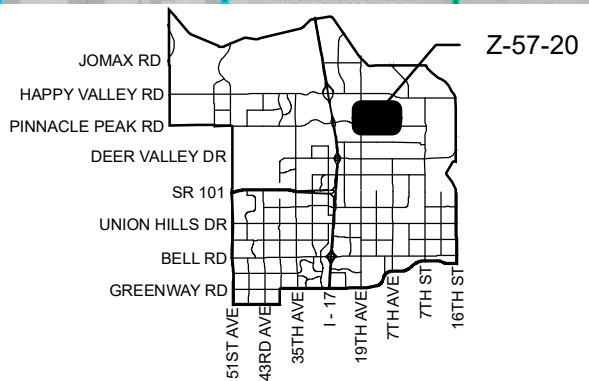 Z-57-20
JOMAX RD
HAPPY VALLEY RD
PINNACLE PEAK RD
DEER VALLEY DR
SR 101
UNION HILLS DR
BELL RD
GREENWAY RD
51ST AVE
43RD AVE
35TH AVE
I - 17
19TH AVE
7TH AVE
7TH ST
16TH ST